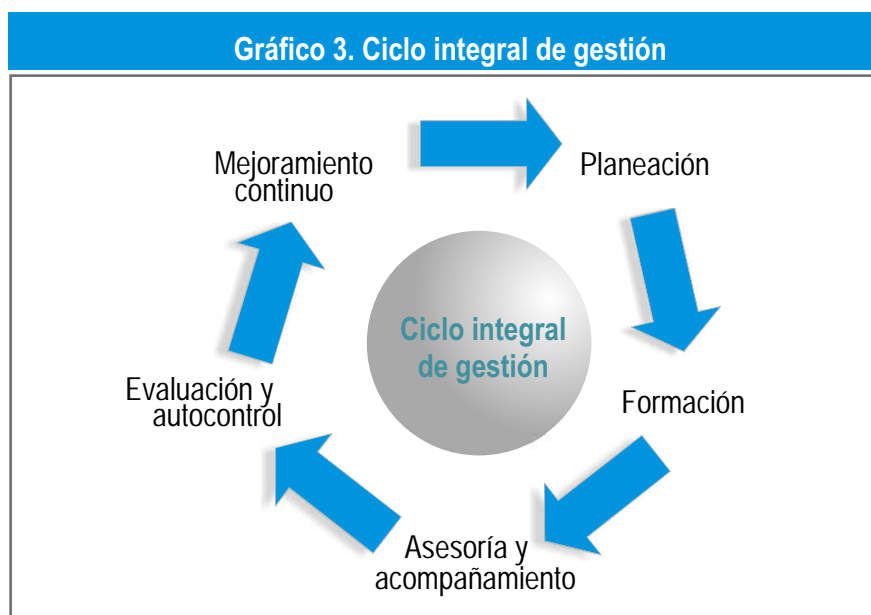 Gráfico 3. Ciclo integral de gestión
Mejoramiento
continuo
Planeación
Ciclo integral
de gestión
Formación
Evaluación y
autocontrol
Asesoría y
acompañamiento